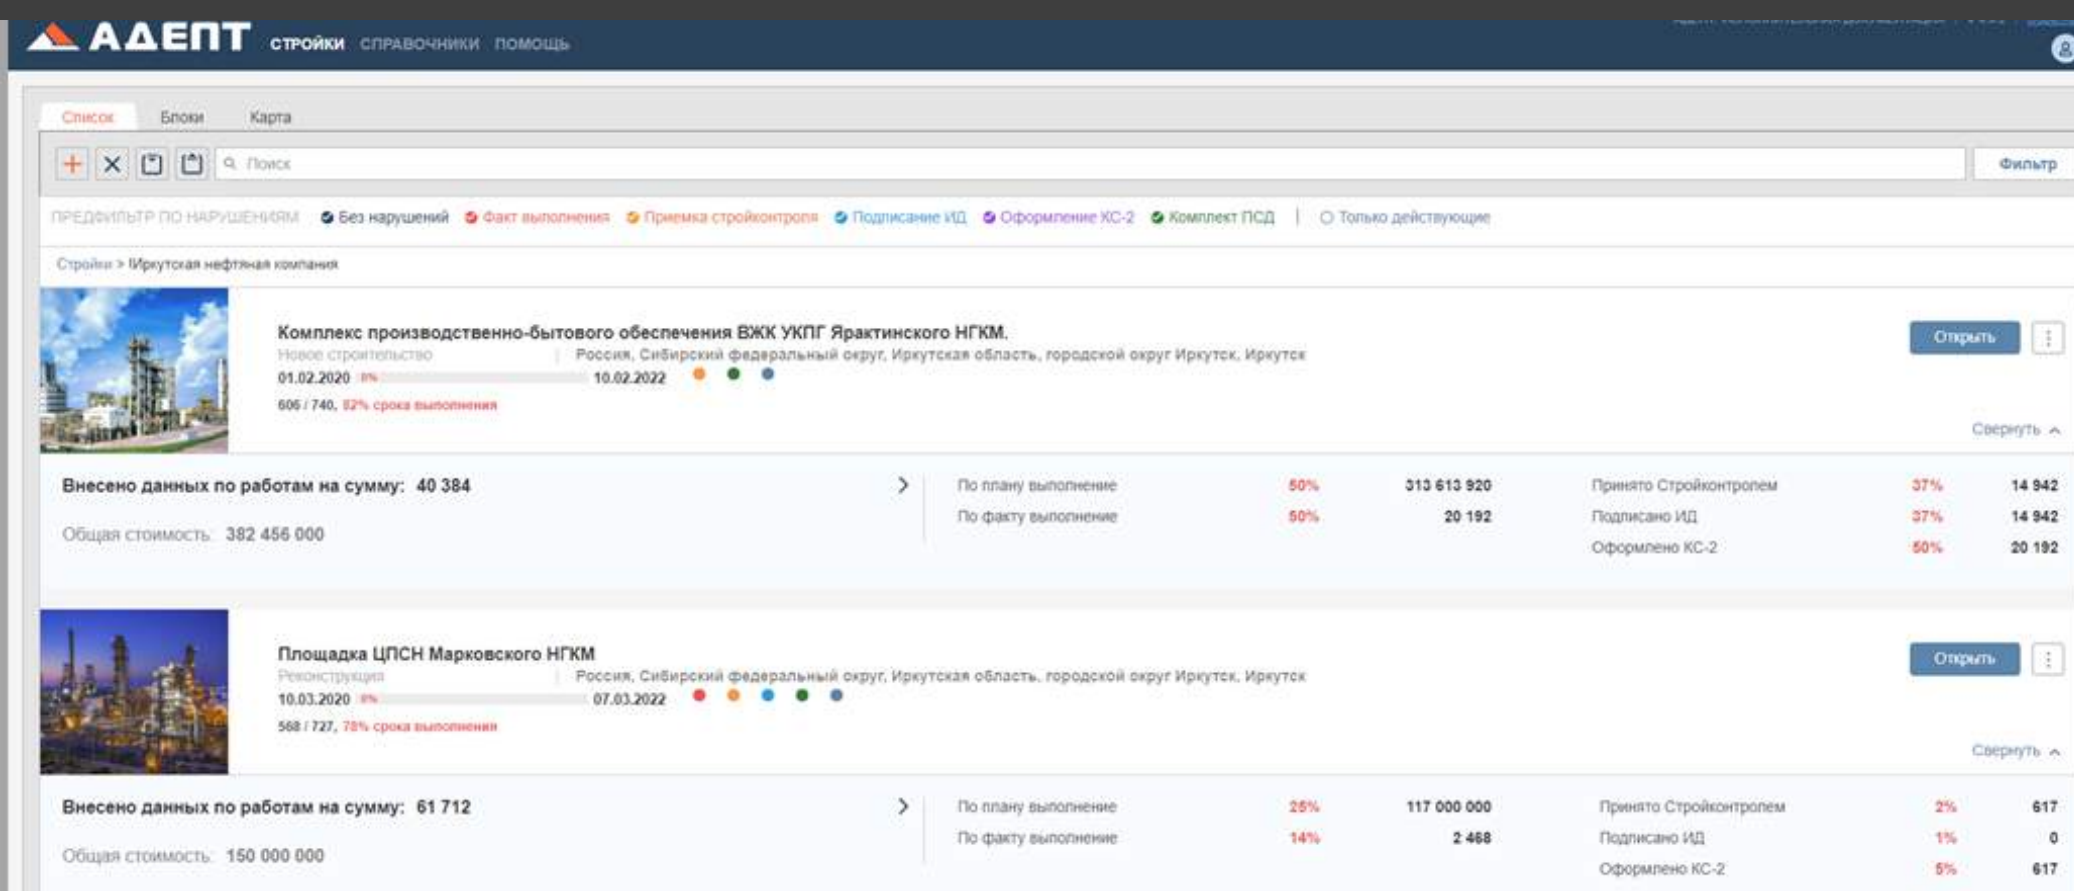 АДЕПТ СТРОЙКИ СПРАВОЧНИКИ ПОМОЩЬ
Список Блоки Карта
Поиск Фильтр
ПРЕДФИЛЬТР ПО НАРУШЕНИЯМ Без нарушений Факт выполнения Приемка стройконтроля Подписание ИД Оформление КС-2 Комплект ПСД | Только действующие
Стройки > !Иркутская нефтяная компания
Комплекс производственно-бытового обеспечения ВЖК УКПГ Ярактинского НГКМ.
Открыть
Новое строительство | Россия, Сибирский федеральный округ, Иркутская область, городской округ Иркутск, Иркутск
01.02.2020 0% 10.02.2022
606 / 740, 82% срока выполнения
Свернуть
Внесено данных по работам на сумму: 40 384
Общая стоимость: 382 456 000
По плану выполнение 50% 313 613 920
По факту выполнение 50% 20 192
Принято Стройконтролем 37% 14 942
Подписано ИД 37% 14 942
Оформлено КС-2 50% 20 192
Площадка ЦПСН Марковского НГКМ
Открыть
Реконструкция | Россия, Сибирский федеральный округ, Иркутская область, городской округ Иркутск, Иркутск
10.03.2020 0% 07.03.2022
568 / 727, 78% срока выполнения
Свернуть
Внесено данных по работам на сумму: 61 712
Общая стоимость: 150 000 000
По плану выполнение 25% 117 000 000
По факту выполнение 14% 2 468
Принято Стройконтролем 2% 617
Подписано ИД 1% 0
Оформлено КС-2 5% 617